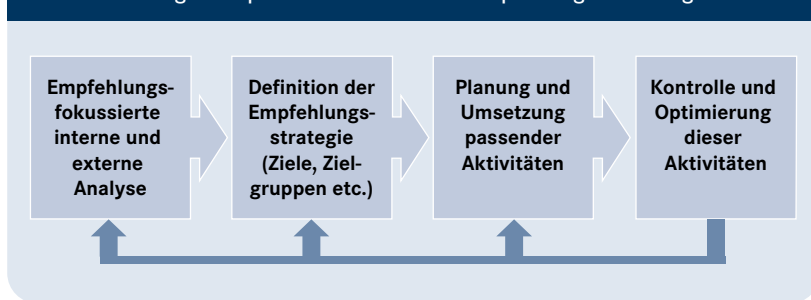 Empfehlungs-
fokussierte
interne und
externe
Analyse
Definition der
Empfehlungs-
strategie
(Ziele, Ziel-
gruppen etc.)
Planung und
Umsetzung
passender
Aktivitäten
Kontrolle und
Optimierung
dieser
Aktivitäten